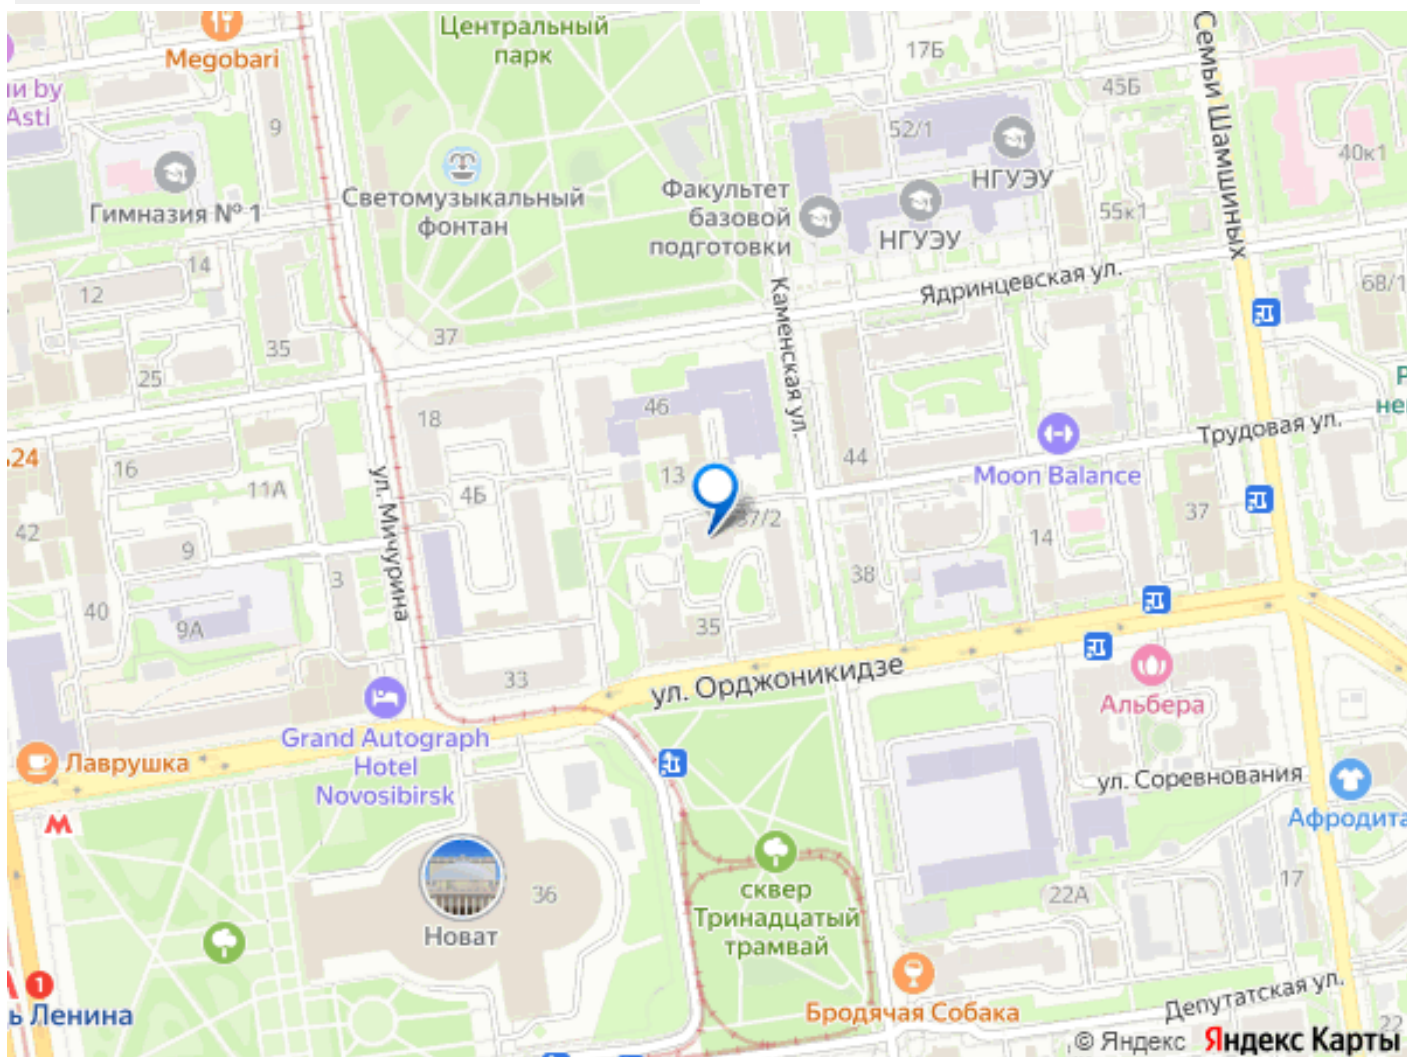 Центральный
парк
Megobari
и by
Asti
17Б
Семьи Шамшиных
45Б
9
52/1
НГУЭУ
40к1
Гимназия № 1
Светомузыкальный
фонтан
Факультет
базовой
подготовки
НГУЭУ
55к1
14
12
Каменская ул.
Ядринцевская ул.
68/1
37
35
25
18
46
Трудовая ул.
524
16
11А
ул. Мичурина
4Б
13
44
Moon Balance
42
37/2
37
14
9
3
38
40
9А
35
33
ул. Орджоникидзе
Альбера
Grand Autograph
Hotel
Novosibirsk
Лаврушка
ул. Соревнования
Афродита
М
36
Новат
сквер
Тринадцатый
трамвай
17
22А
1
ь Ленина
Бродячая Собака
Депутатская ул.
22
© Яндекс Яндекс Карты